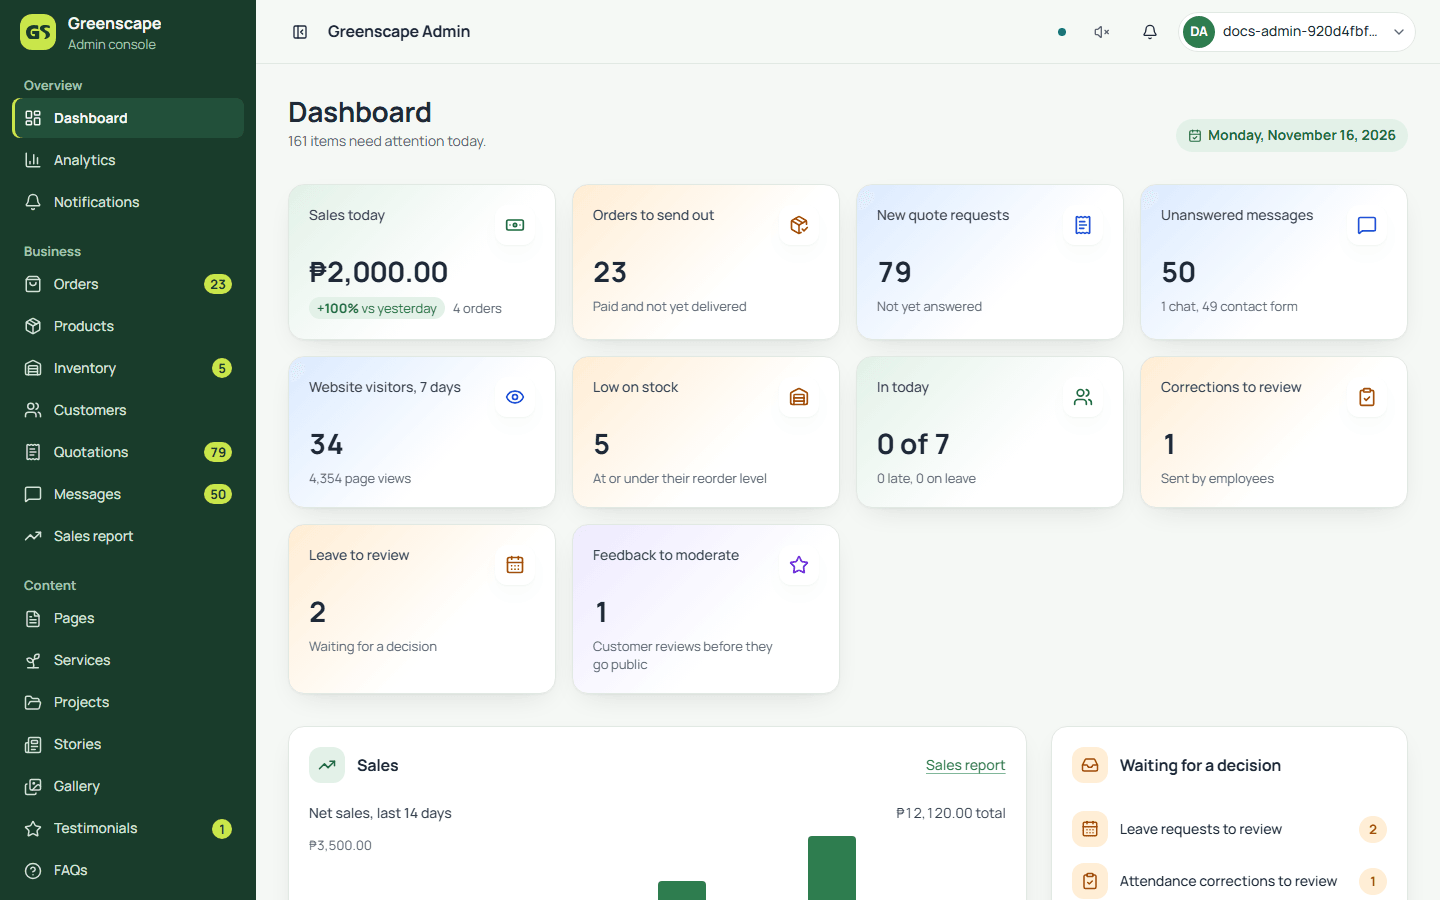 GS
Greenscape
Admin console
Overview
Dashboard
Analytics
Notifications
Business
Orders 23
Products
Inventory 5
Customers
Quotations 79
Messages 50
Sales report
Content
Pages
Services
Projects
Stories
Gallery
Testimonials 1
FAQs
Greenscape Admin
DA docs-admin-920d4fbf...
Dashboard
161 items need attention today.
Monday, November 16, 2026
Sales today
₱2,000.00
+100% vs yesterday 4 orders
Orders to send out
23
Paid and not yet delivered
New quote requests
79
Not yet answered
Unanswered messages
50
1 chat, 49 contact form
Website visitors, 7 days
34
4,354 page views
Low on stock
5
At or under their reorder level
In today
0 of 7
0 late, 0 on leave
Corrections to review
1
Sent by employees
Leave to review
2
Waiting for a decision
Feedback to moderate
1
Customer reviews before they
go public
Sales
Sales report
Net sales, last 14 days
₱12,120.00 total
₱3,500.00
Waiting for a decision
Leave requests to review 2
Attendance corrections to review 1